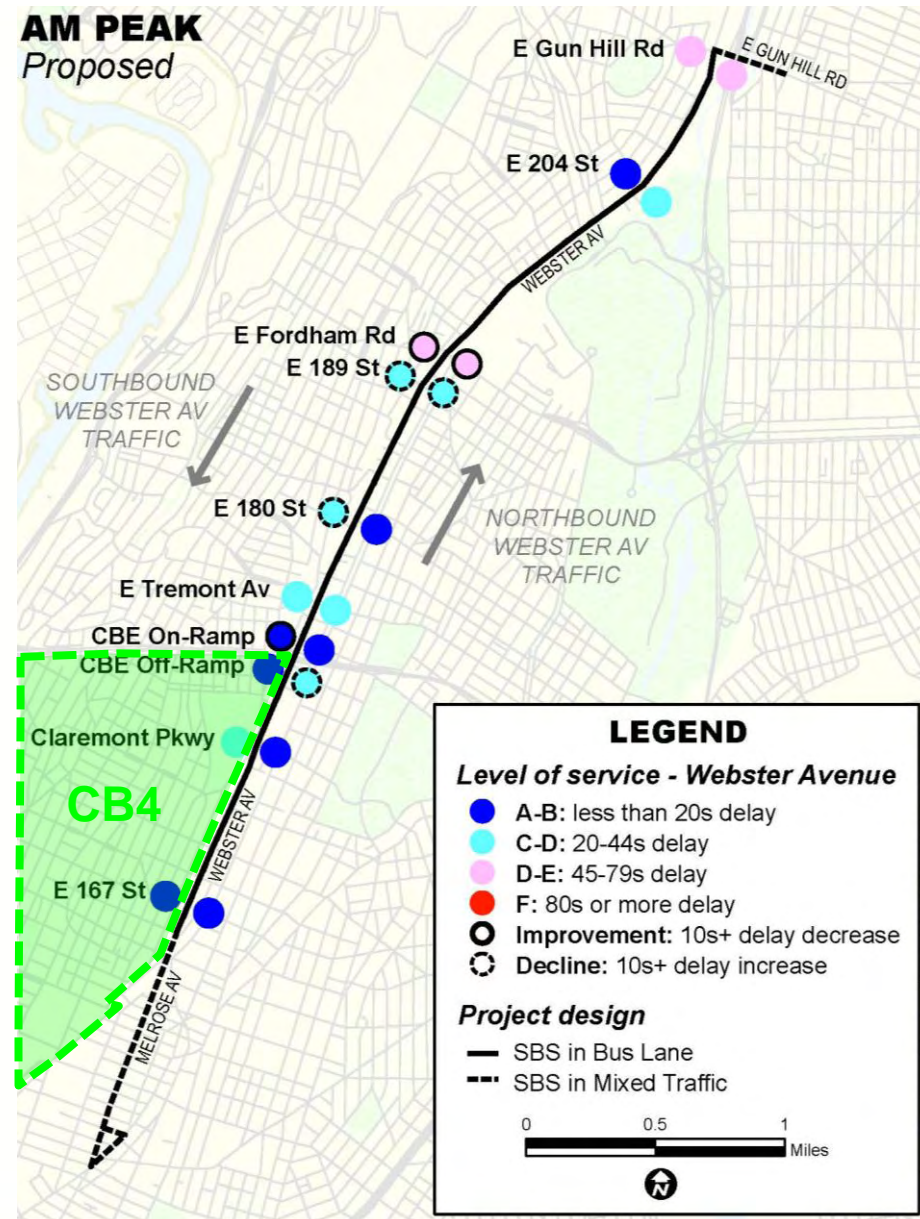 AM PEAK
Proposed
E Gun Hill Rd
E GUN HILL RD
E 204 St
WEBSTER AV
E Fordham Rd
E 189 St
SOUTHBOUND
WEBSTER AV
TRAFFIC
E 180 St
NORTHBOUND
WEBSTER AV
TRAFFIC
E Tremont Av
CBE On-Ramp
CBE Off-Ramp
Claremont Pkwy
CB4
WEBSTER AV
E 167 St
MELROSE AV
LEGEND
Level of service - Webster Avenue
A-B: less than 20s delay
C-D: 20-44s delay
D-E: 45-79s delay
F: 80s or more delay
Improvement: 10s+ delay decrease
Decline: 10s+ delay increase
Project design
SBS in Bus Lane
SBS in Mixed Traffic
0 0.5 1
Miles
N